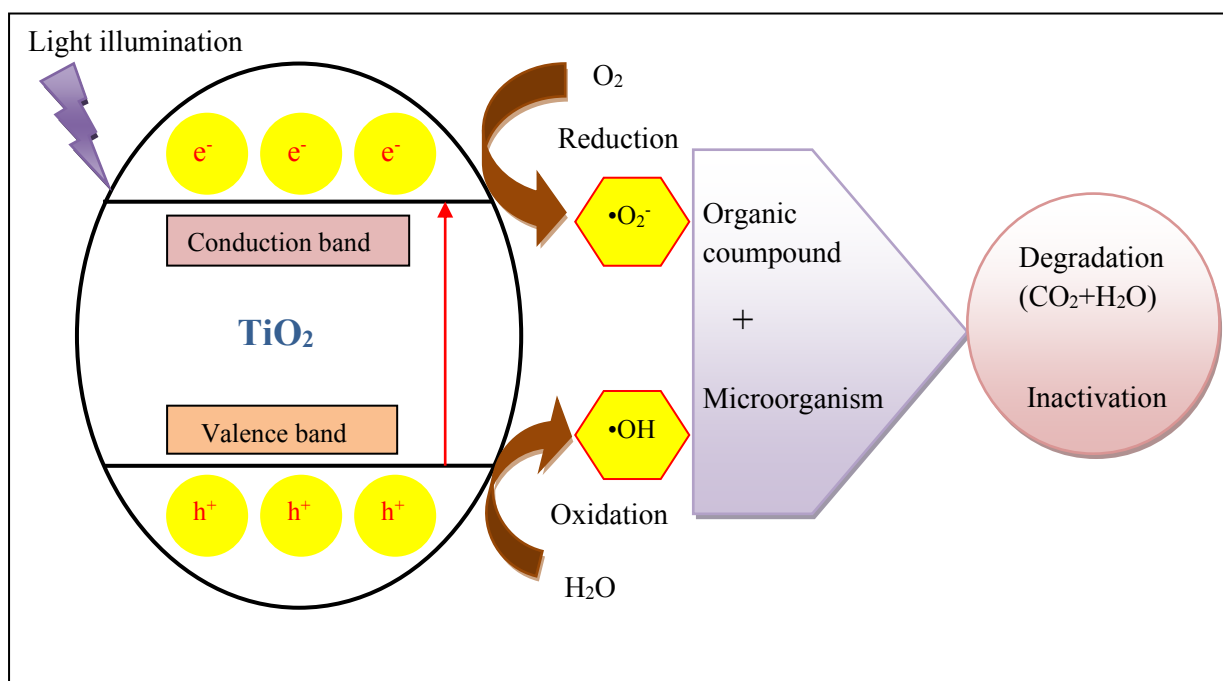 Light illumination
e⁻ e⁻ e⁻
Conduction band
TiO₂
Valence band
h⁺ h⁺ h⁺
O₂
Reduction
•O₂⁻
•OH
Oxidation
H₂O
Organic
coumpound
+
Microorganism
Degradation
(CO₂+H₂O)
Inactivation